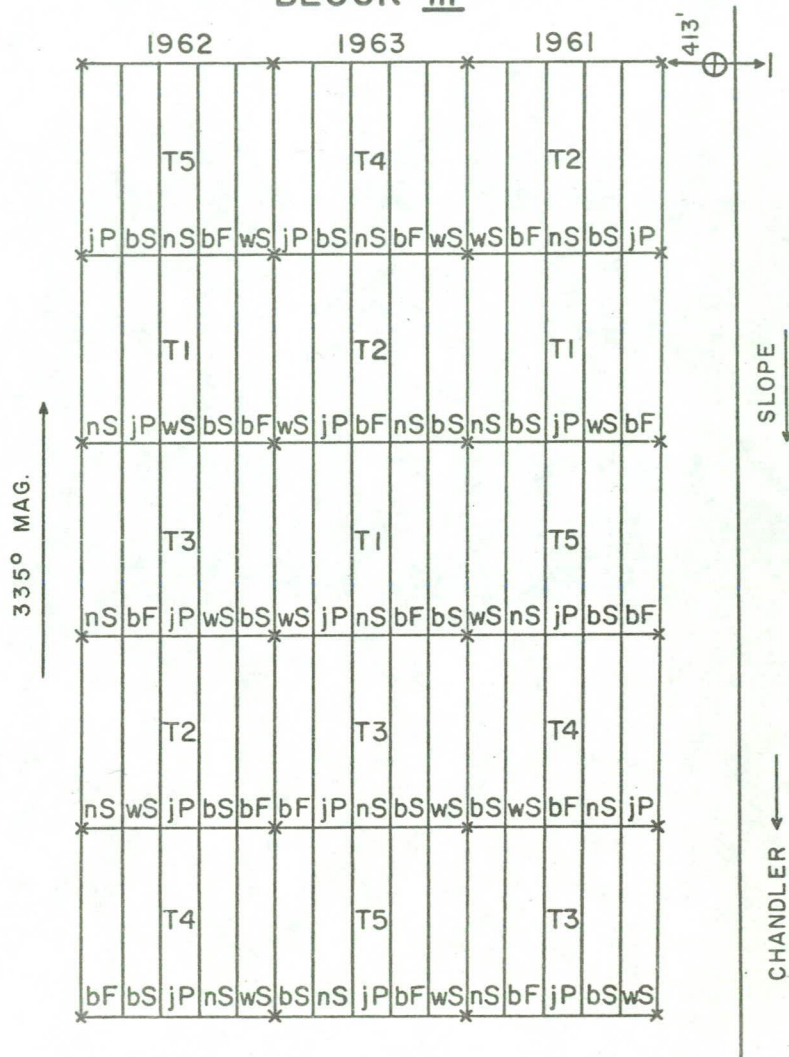 BLOCK III
1962 1963 1961 413'
T5 T4 T2
jP bS nS bF wS jP bS nS bF wS wS bF nS bS jP
T1 T2 T1
SLOPE
nS jP wS bS bF wS jP bF nS bS nS bS jP wS bF
335° MAG.
T3 T1 T5
nS bF jP wS bS wS jP nS bF bS wS nS jP bS bF
T2 T3 T4
nS wS jP bS bF bF jP nS bS wS bS wS bF nS jP
CHANDLER
T4 T5 T3
bF bS jP nS wS bS nS jP bF wS nS bF jP bS wS